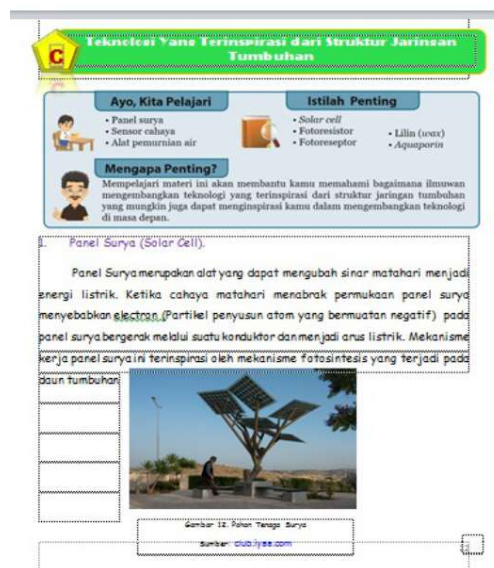 C
Teknologi Yang Terinspirasi dari Struktur Jaringan
Tumbuhan
Ayo, Kita Pelajari
• Panel surya
• Sensor cahaya
• Alat pemurnian air
Istilah Penting
• Solar cell
• Fotoresistor
• Fotoreseptor
• Lilin (wax)
• Aquaporin
Mengapa Penting?
Mempelajari materi ini akan membantu kamu memahami bagaimana ilmuwan
mengembangkan teknologi yang terinspirasi dari struktur jaringan tumbuhan
yang mungkin juga dapat menginspirasi kamu dalam mengembangkan teknologi
di masa depan.
1. Panel Surya (Solar Cell).
Panel Surya merupakan alat yang dapat mengubah sinar matahari menjadi
energi listrik. Ketika cahaya matahari menabrak permukaan panel surya
menyebabkan electron (Partikel penyusun atom yang bermuatan negatif) pada
panel surya bergerak melalui suatu konduktor dan menjadi arus listrik. Mekanisme
kerja panel surya ini terinspirasi oleh mekanisme fotosintesis yang terjadi pada
daun tumbuhan
Gambar 12. Pohon Tenaga Surya
Sumber: club.lyse.com